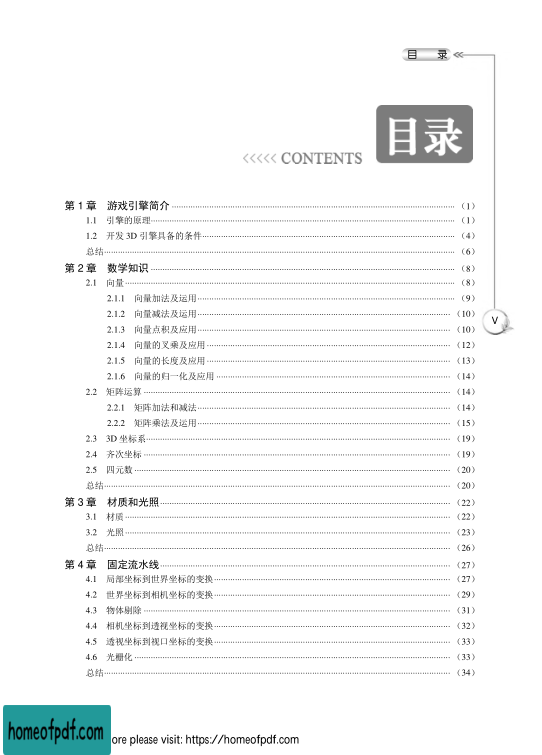 目 录
目录
CONTENTS
第 1 章 游戏引擎简介 （1）
1.1 引擎的原理 （1）
1.2 开发 3D 引擎具备的条件 （4）
总结 （6）
第 2 章 数学知识 （8）
2.1 向量 （8）
2.1.1 向量加法及运用 （9）
2.1.2 向量减法及运用 （10）
2.1.3 向量点积及应用 （10）
2.1.4 向量的叉乘及应用 （12）
2.1.5 向量的长度及应用 （13）
2.1.6 向量的归一化及应用 （14）
2.2 矩阵运算 （14）
2.2.1 矩阵加法和减法 （14）
2.2.2 矩阵乘法及运用 （15）
2.3 3D 坐标系 （19）
2.4 齐次坐标 （19）
2.5 四元数 （20）
总结 （20）
第 3 章 材质和光照 （22）
3.1 材质 （22）
3.2 光照 （23）
总结 （26）
第 4 章 固定流水线 （27）
4.1 局部坐标到世界坐标的变换 （27）
4.2 世界坐标到相机坐标的变换 （29）
4.3 物体剔除 （31）
4.4 相机坐标到透视坐标的变换 （32）
4.5 透视坐标到视口坐标的变换 （33）
4.6 光栅化 （33）
总结 （34）
V
homeofpdf.com
ore please visit: https://homeofpdf.com